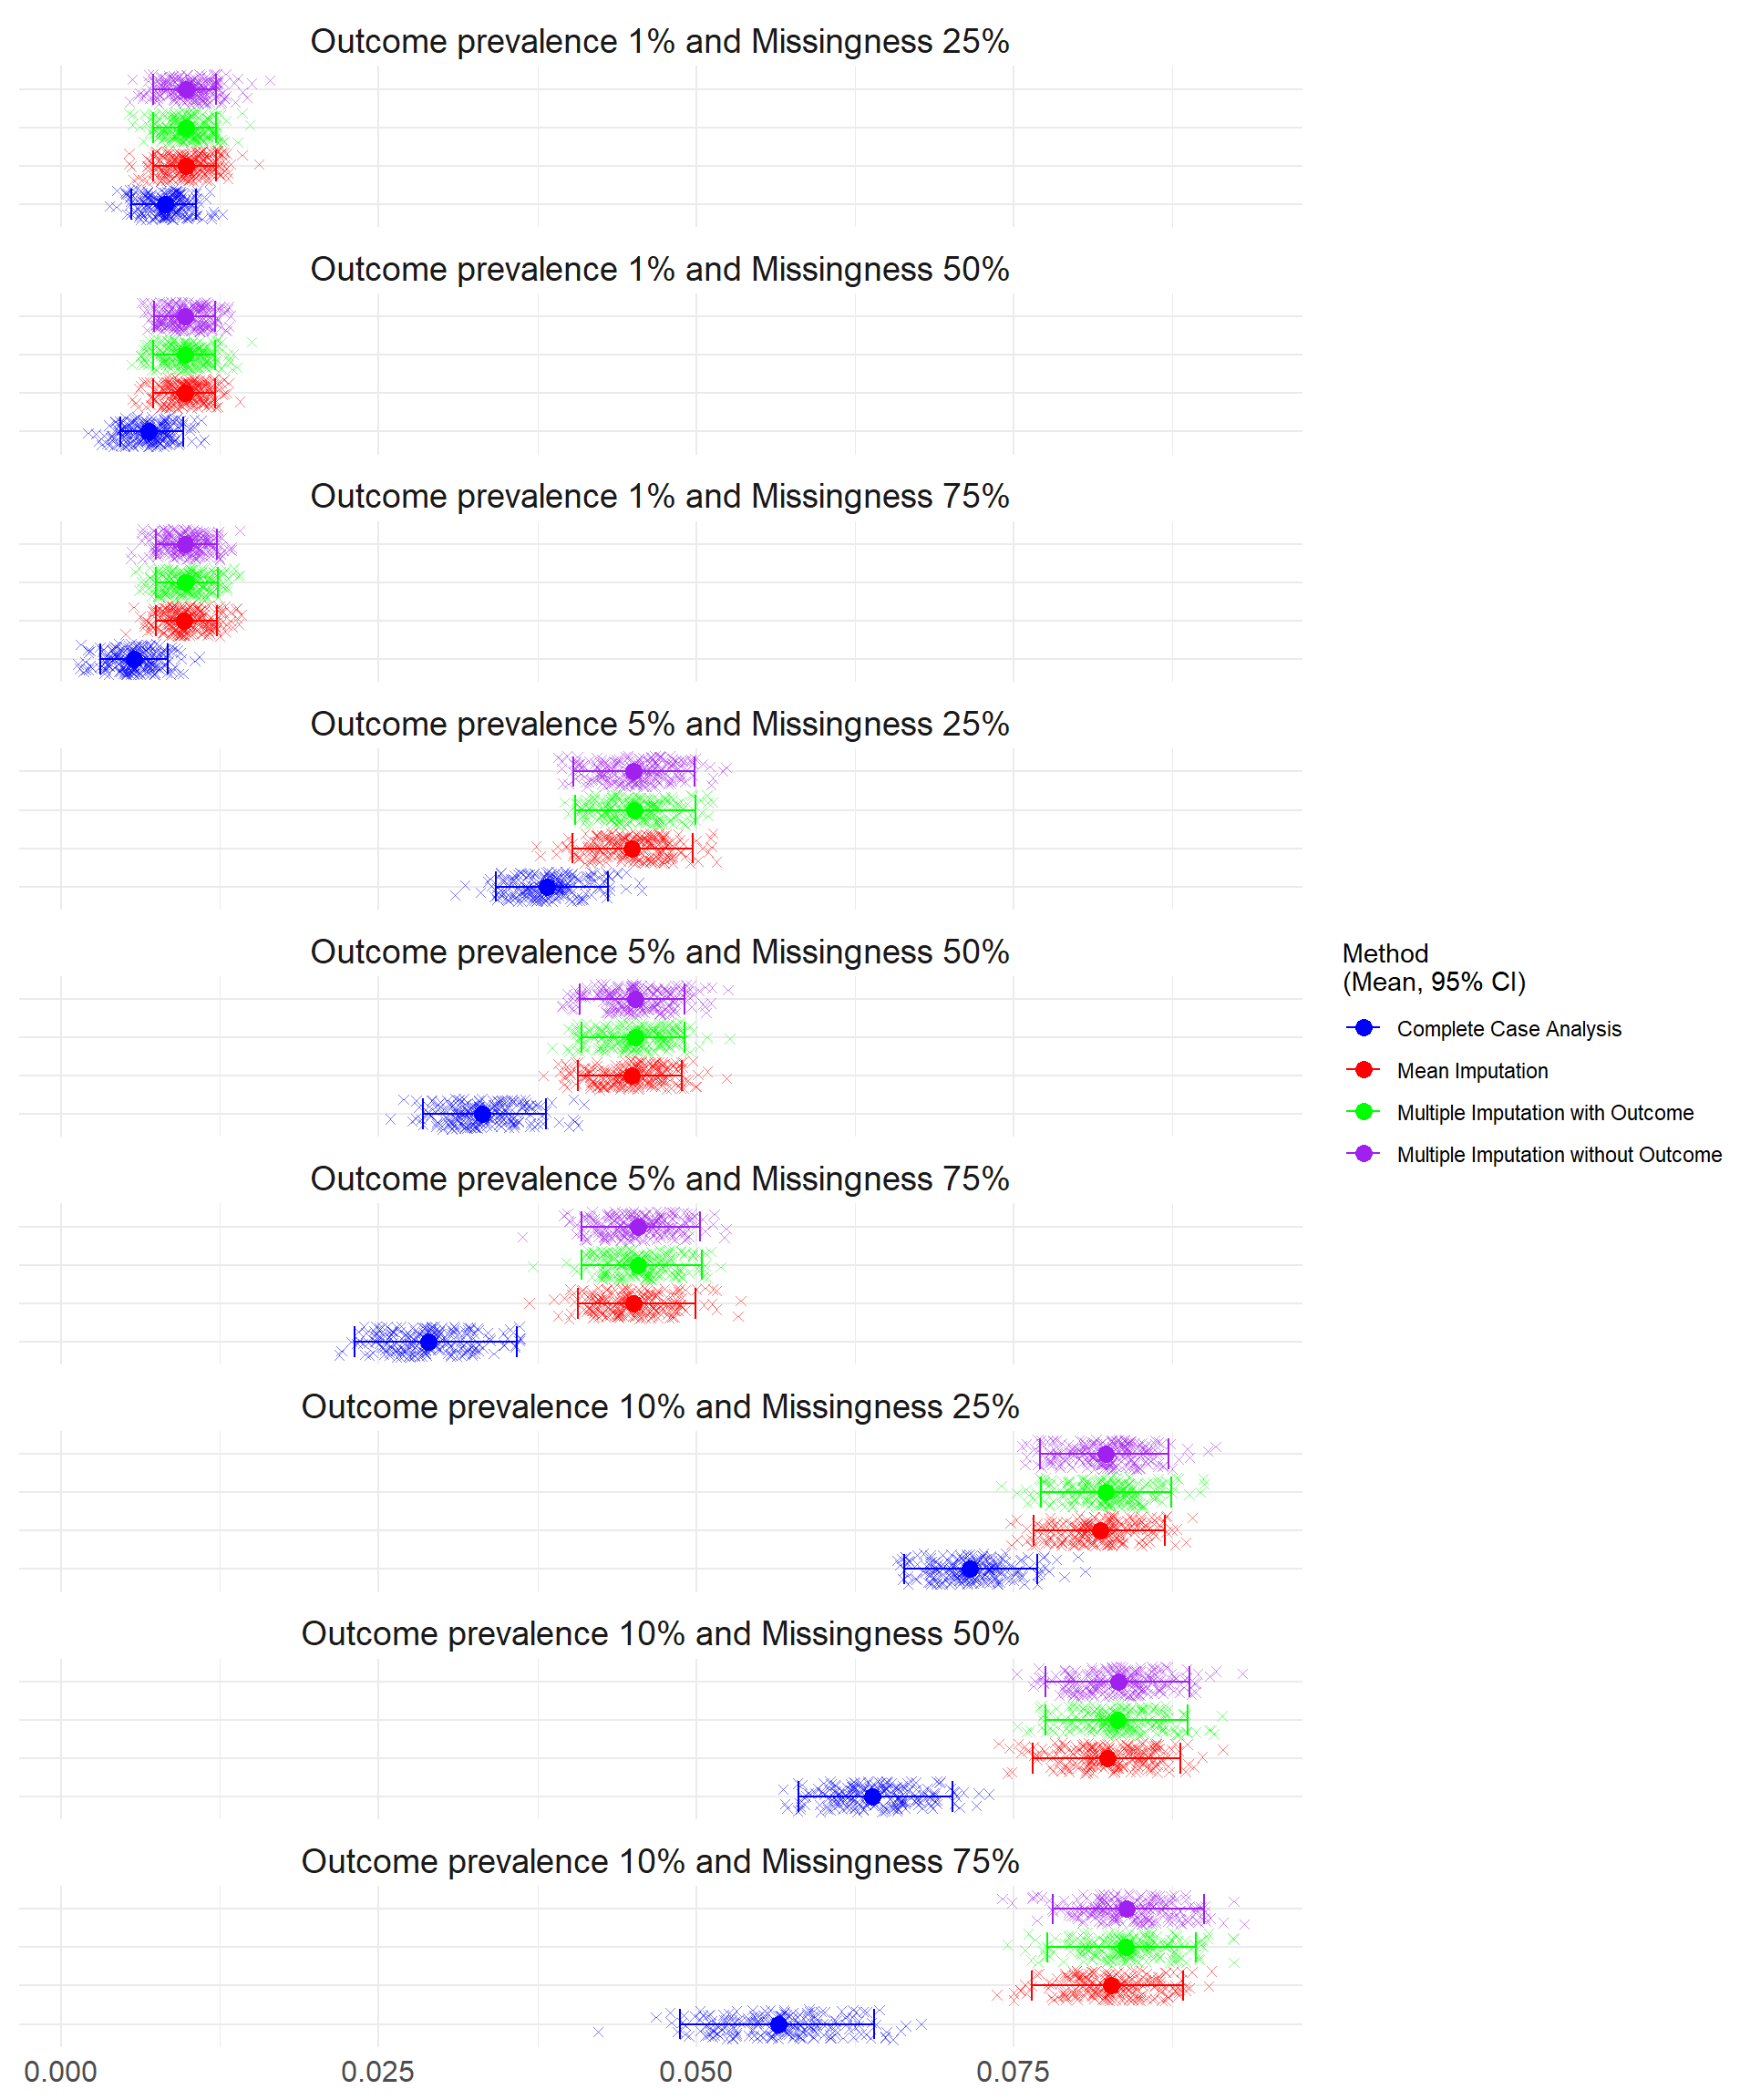 Outcome prevalence 1% and Missingness 25%
Outcome prevalence 1% and Missingness 50%
Outcome prevalence 1% and Missingness 75%
Outcome prevalence 5% and Missingness 25%
Outcome prevalence 5% and Missingness 50%
Method
(Mean, 95% CI)
Complete Case Analysis
Mean Imputation
Multiple Imputation with Outcome
Multiple Imputation without Outcome
Outcome prevalence 5% and Missingness 75%
Outcome prevalence 10% and Missingness 25%
Outcome prevalence 10% and Missingness 50%
Outcome prevalence 10% and Missingness 75%
0.000 0.025 0.050 0.075